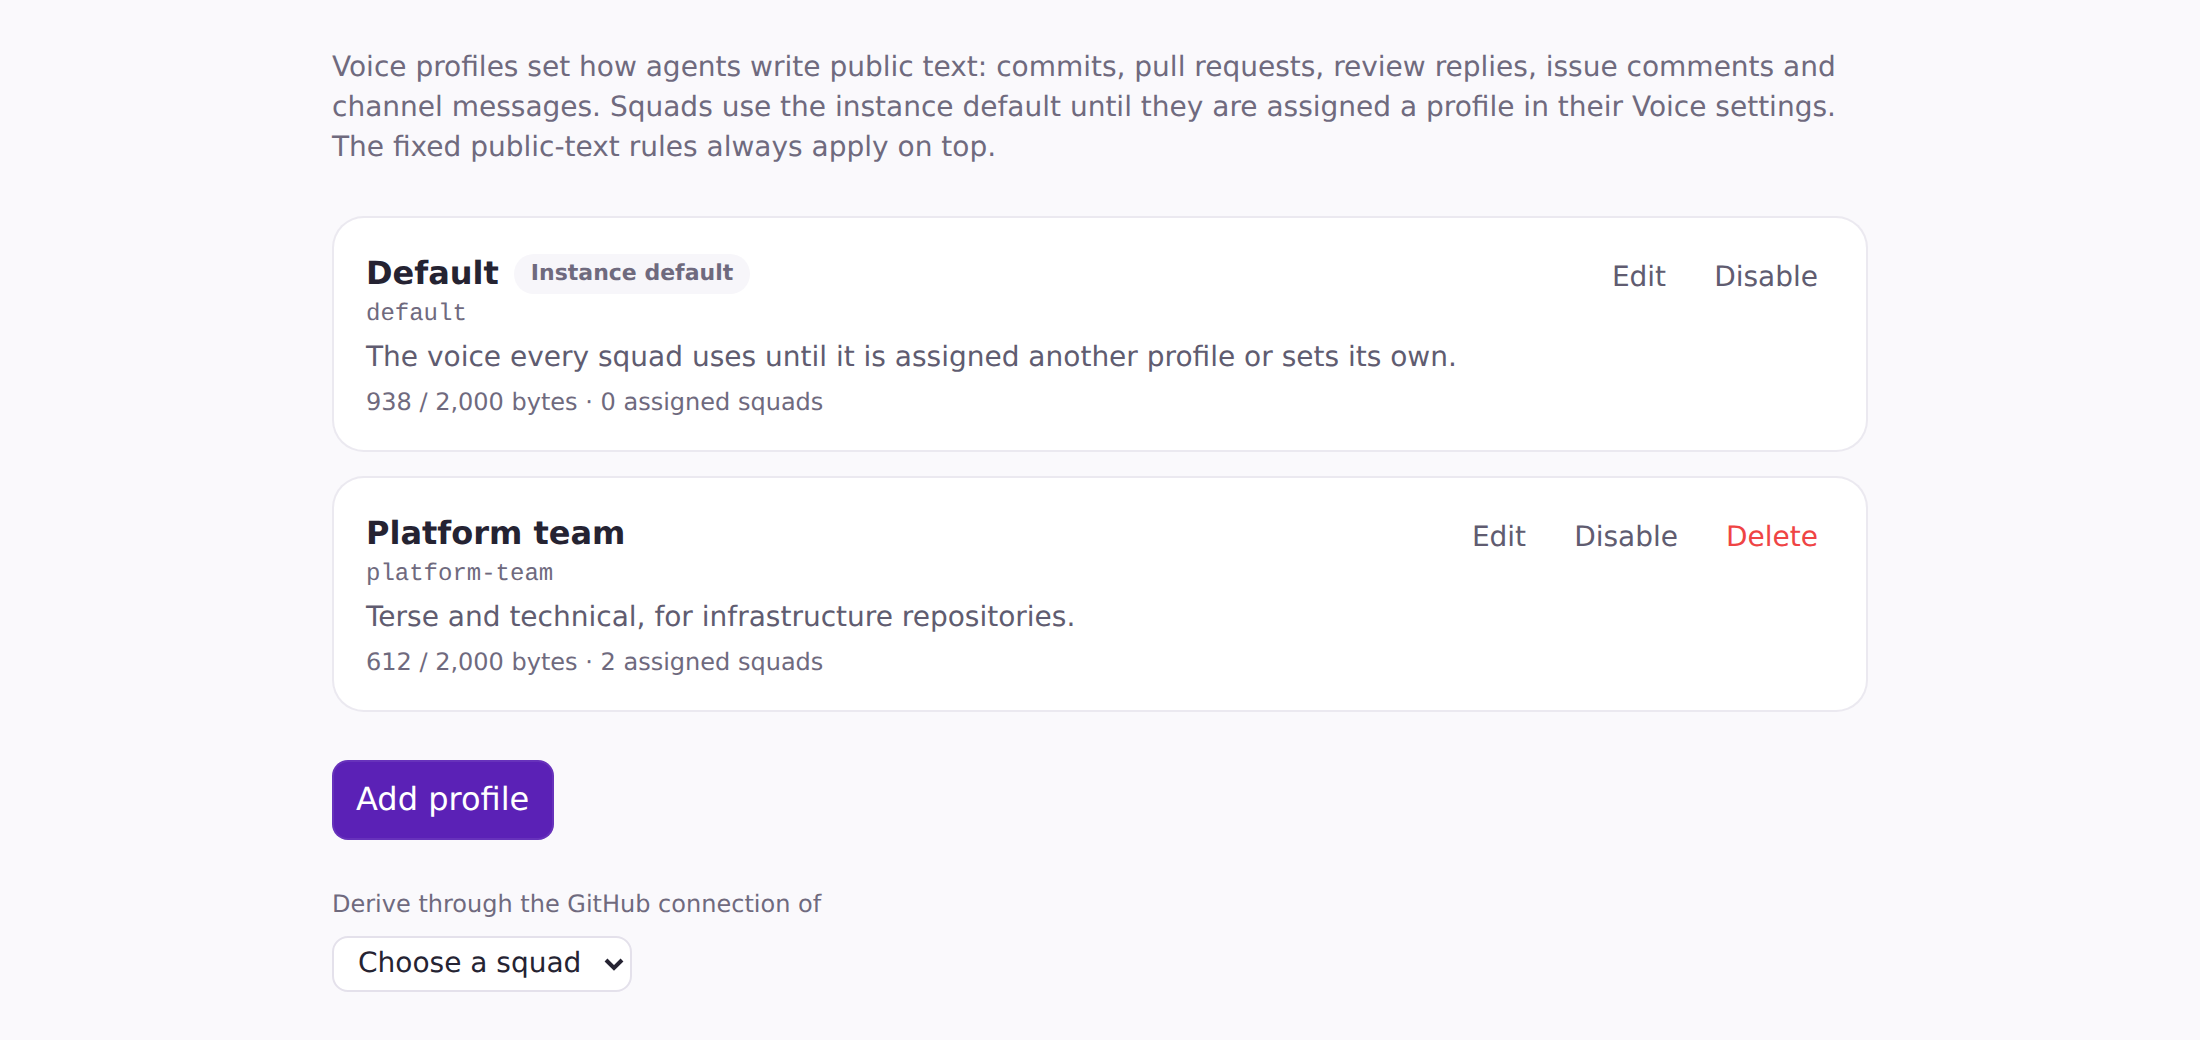 Voice profiles set how agents write public text: commits, pull requests, review replies, issue comments and
channel messages. Squads use the instance default until they are assigned a profile in their Voice settings.
The fixed public-text rules always apply on top.
Default Instance default Edit Disable
default
The voice every squad uses until it is assigned another profile or sets its own.
938 / 2,000 bytes · 0 assigned squads
Platform team Edit Disable Delete
platform-team
Terse and technical, for infrastructure repositories.
612 / 2,000 bytes · 2 assigned squads
Add profile
Derive through the GitHub connection of
Choose a squad